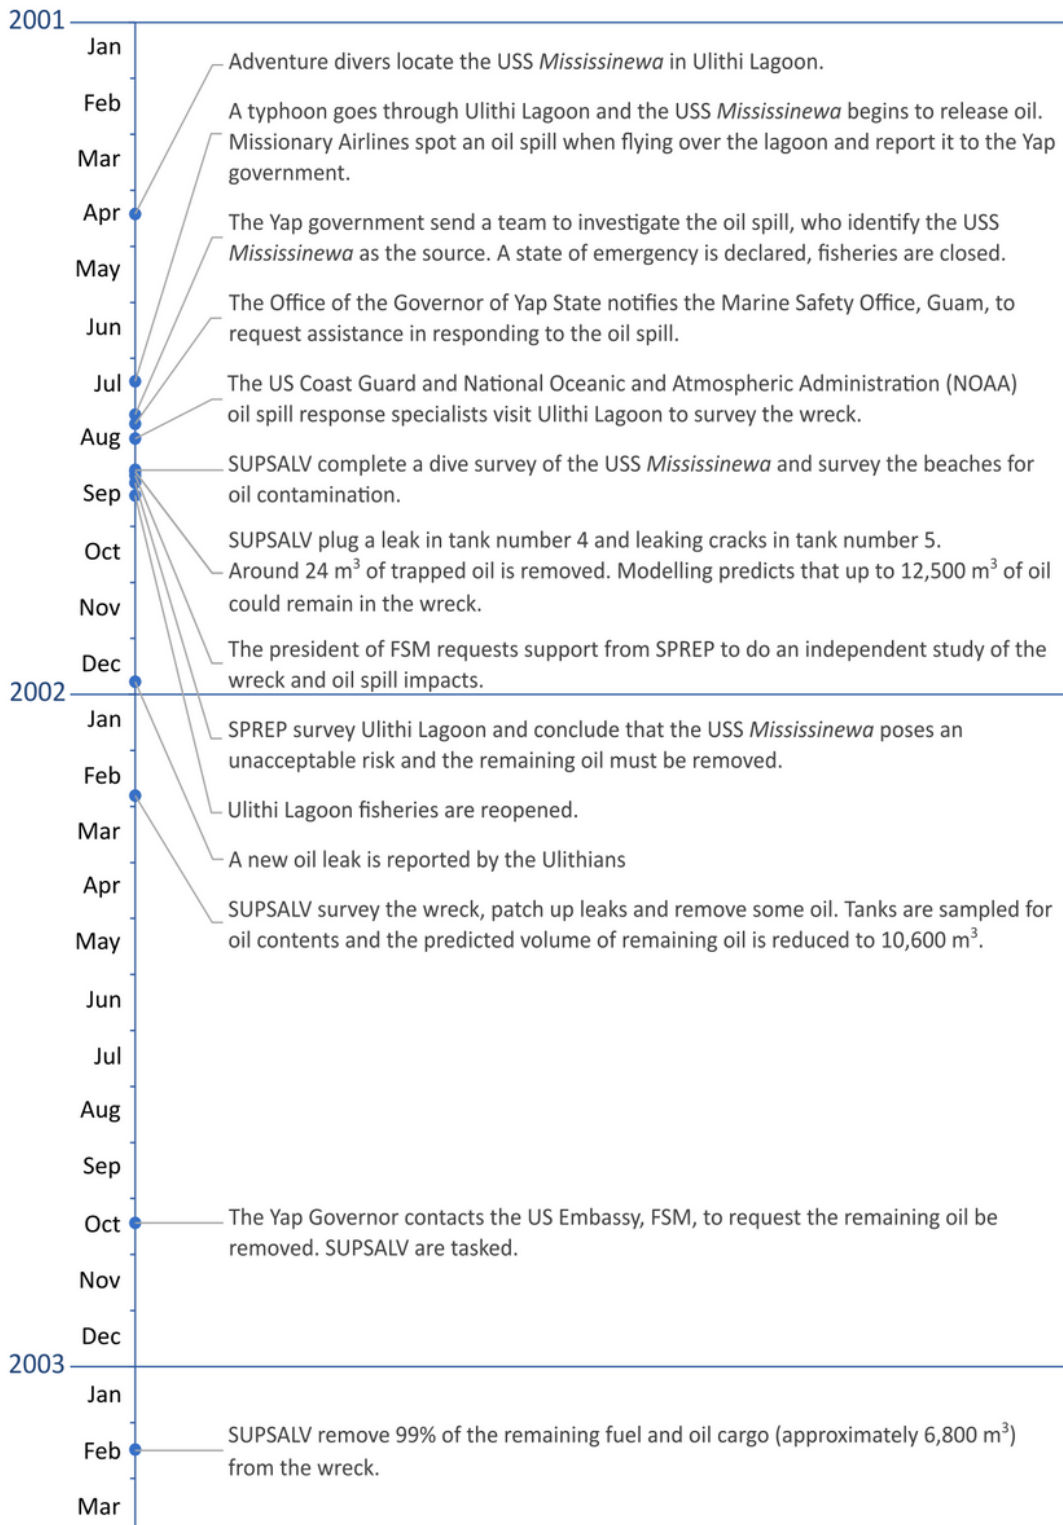 2001
Jan
Adventure divers locate the USS Mississinewa in Ulithi Lagoon.
Feb
A typhoon goes through Ulithi Lagoon and the USS Mississinewa begins to release oil.
Missionary Airlines spot an oil spill when flying over the lagoon and report it to the Yap
government.
Mar
Apr
The Yap government send a team to investigate the oil spill, who identify the USS
Mississinewa as the source. A state of emergency is declared, fisheries are closed.
May
The Office of the Governor of Yap State notifies the Marine Safety Office, Guam, to
request assistance in responding to the oil spill.
Jun
Jul
The US Coast Guard and National Oceanic and Atmospheric Administration (NOAA)
oil spill response specialists visit Ulithi Lagoon to survey the wreck.
Aug
SUPSALV complete a dive survey of the USS Mississinewa and survey the beaches for
oil contamination.
Sep
Oct
SUPSALV plug a leak in tank number 4 and leaking cracks in tank number 5.
Around 24 m³ of trapped oil is removed. Modelling predicts that up to 12,500 m³ of oil
could remain in the wreck.
Nov
Dec
The president of FSM requests support from SPREP to do an independent study of the
wreck and oil spill impacts.
2002
Jan
SPREP survey Ulithi Lagoon and conclude that the USS Mississinewa poses an
unacceptable risk and the remaining oil must be removed.
Feb
Ulithi Lagoon fisheries are reopened.
Mar
A new oil leak is reported by the Ulithians
Apr
SUPSALV survey the wreck, patch up leaks and remove some oil. Tanks are sampled for
oil contents and the predicted volume of remaining oil is reduced to 10,600 m³.
May
Jun
Jul
Aug
Sep
Oct
The Yap Governor contacts the US Embassy, FSM, to request the remaining oil be
removed. SUPSALV are tasked.
Nov
Dec
2003
Jan
Feb
SUPSALV remove 99% of the remaining fuel and oil cargo (approximately 6,800 m³)
from the wreck.
Mar